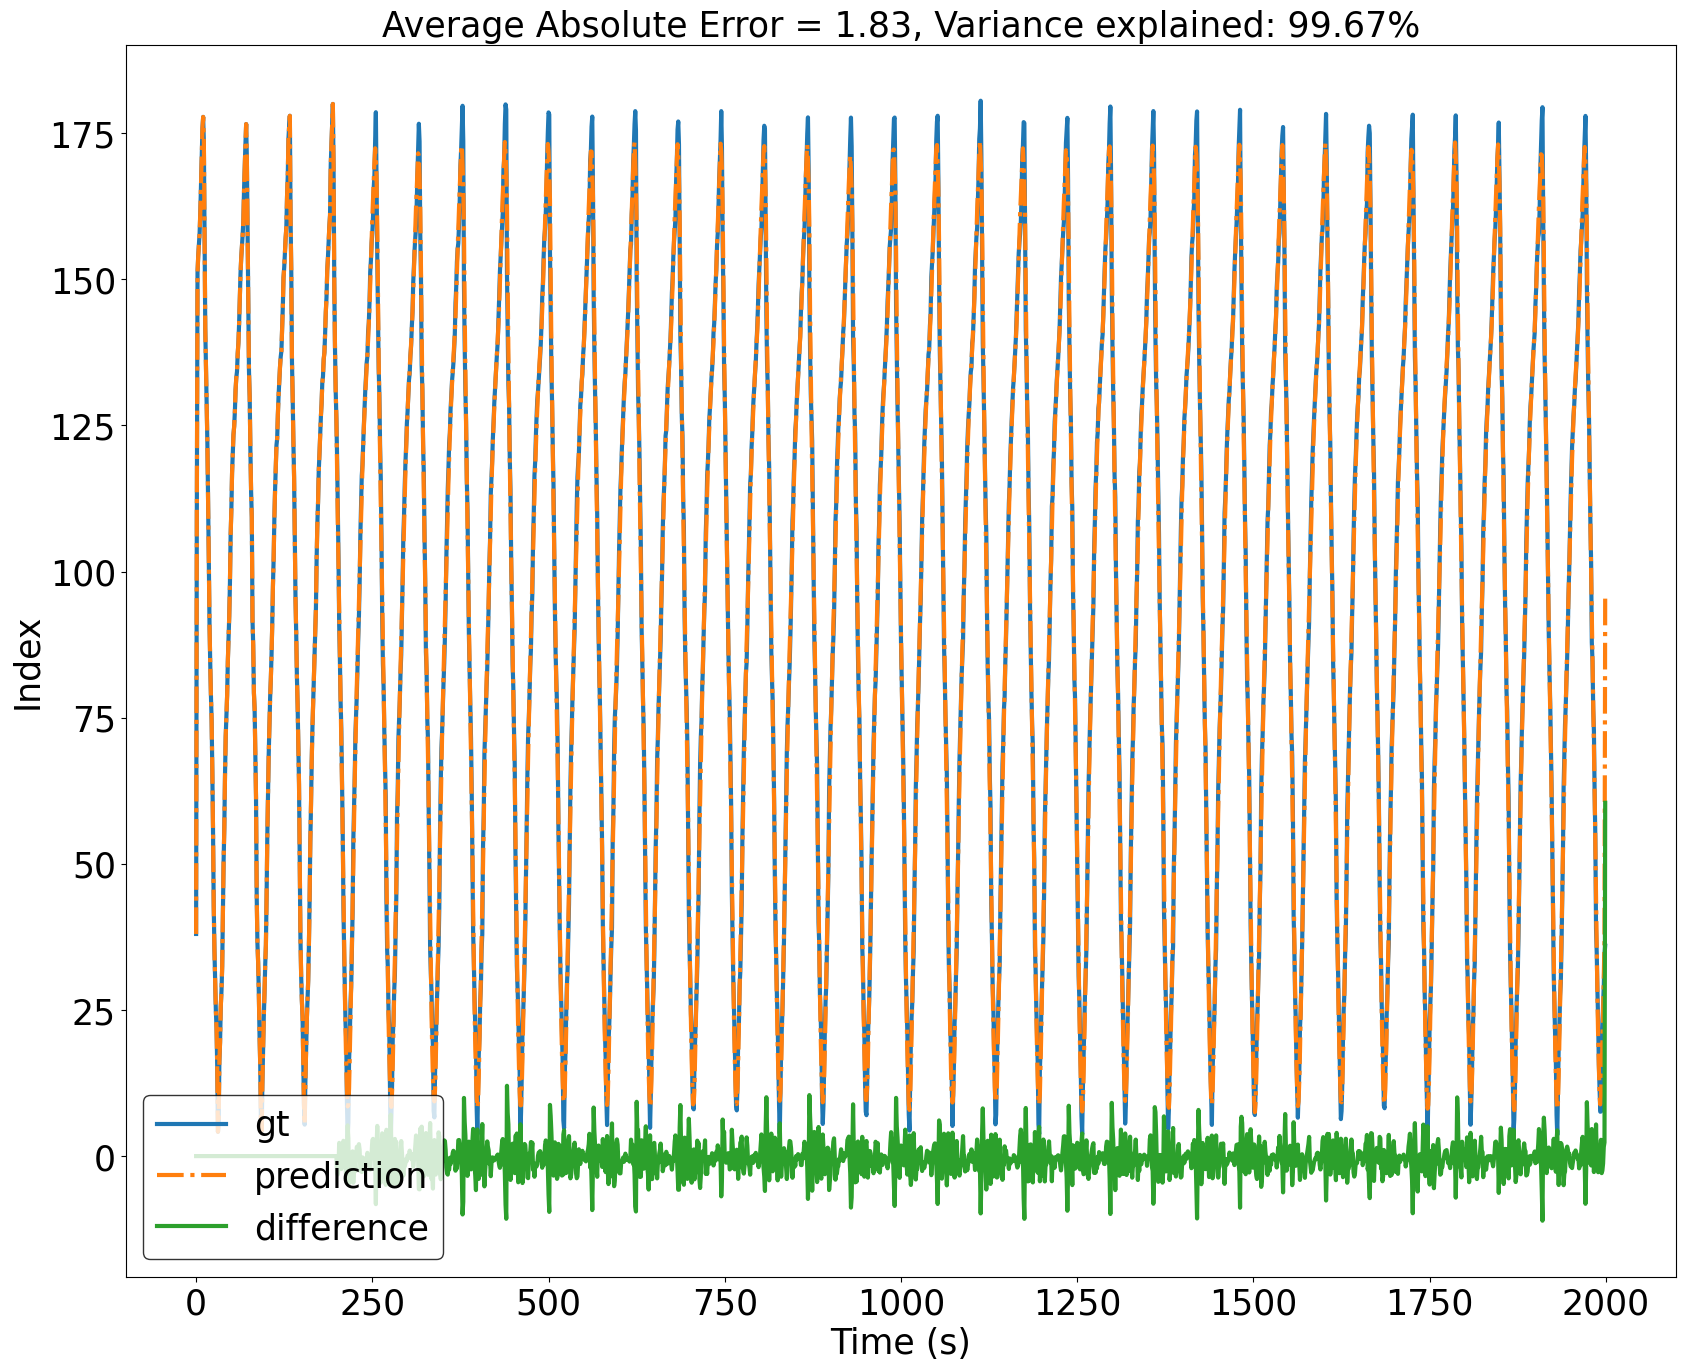 Average Absolute Error = 1.83, Variance explained: 99.67%
Index
175
150
125
100
75
50
25
0
gt
prediction
difference
0 250 500 750 1000 1250 1500 1750 2000
Time (s)